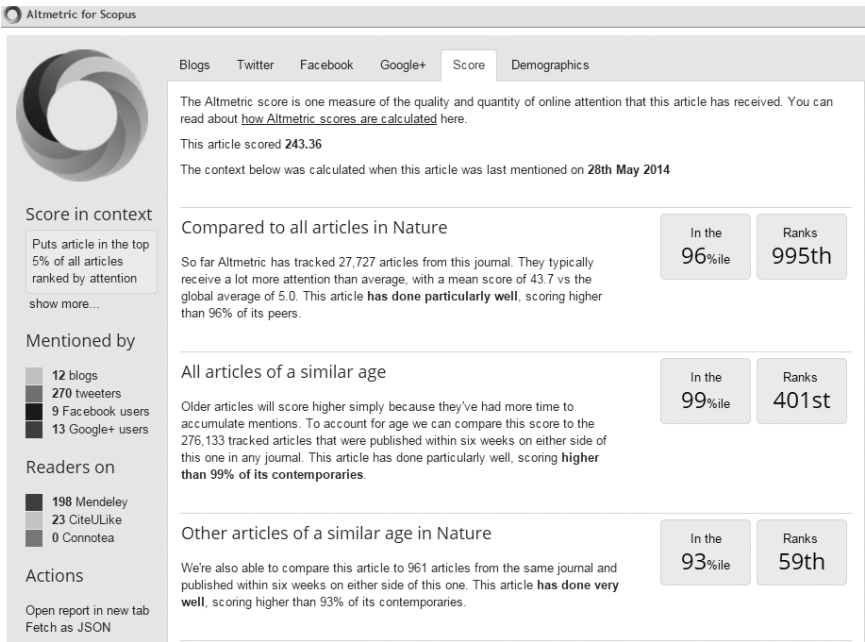 Altmetric for Scopus
Blogs Twitter Facebook Google+ Score Demographics
The Altmetric score is one measure of the quality and quantity of online attention that this article has received. You can
read about how Altmetric scores are calculated here.
This article scored 243.36
The context below was calculated when this article was last mentioned on 28th May 2014
Score in context
Puts article in the top
5% of all articles
ranked by attention
show more...
Mentioned by
12 blogs
270 tweeters
9 Facebook users
13 Google+ users
Readers on
198 Mendeley
23 CiteULike
0 Connotea
Actions
Open report in new tab
Fetch as JSON
Compared to all articles in Nature
So far Altmetric has tracked 27,727 articles from this journal. They typically
receive a lot more attention than average, with a mean score of 43.7 vs the
global average of 5.0. This article has done particularly well, scoring higher
than 96% of its peers.
In the
96%ile
Ranks
995th
All articles of a similar age
Older articles will score higher simply because they've had more time to
accumulate mentions. To account for age we can compare this score to the
276,133 tracked articles that were published within six weeks on either side of
this one in any journal. This article has done particularly well, scoring higher
than 99% of its contemporaries.
In the
99%ile
Ranks
401st
Other articles of a similar age in Nature
We're also able to compare this article to 961 articles from the same journal and
published within six weeks on either side of this one. This article has done very
well, scoring higher than 93% of its contemporaries.
In the
93%ile
Ranks
59th